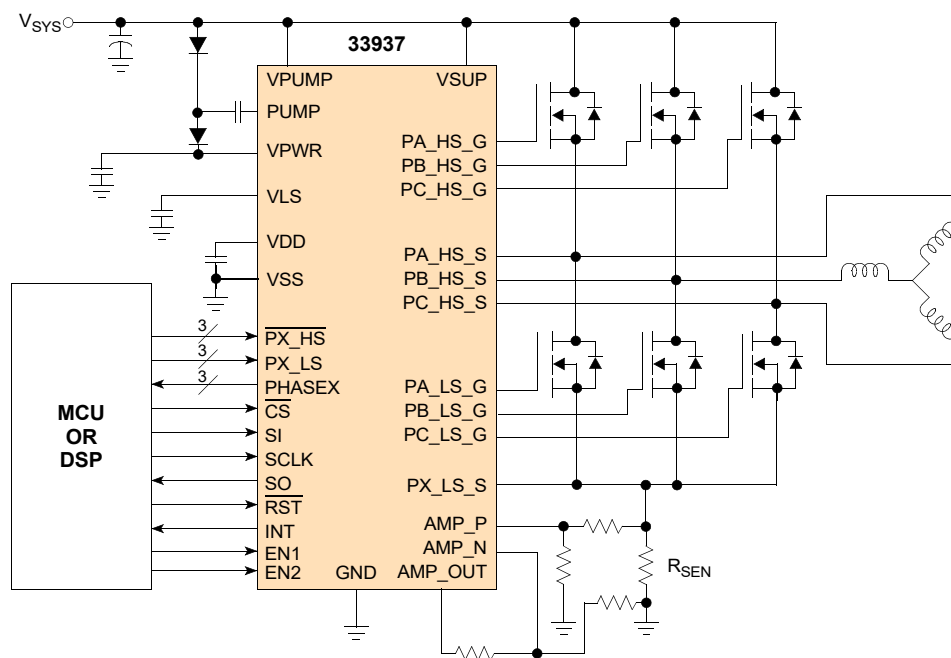 VSYS
33937
VPUMP
VSUP
PUMP
PA_HS_G
VPWR
PB_HS_G
PC_HS_G
VLS
VDD
PA_HS_S
VSS
PB_HS_S
PC_HS_S
3
PX_HS
3
PX_LS
3
PHASEX
PA_LS_G
MCU
OR
DSP
CS
PB_LS_G
SI
PC_LS_G
SCLK
SO
PX_LS_S
RST
INT
AMP_P
EN1
AMP_N
EN2
GND
AMP_OUT
RSEN